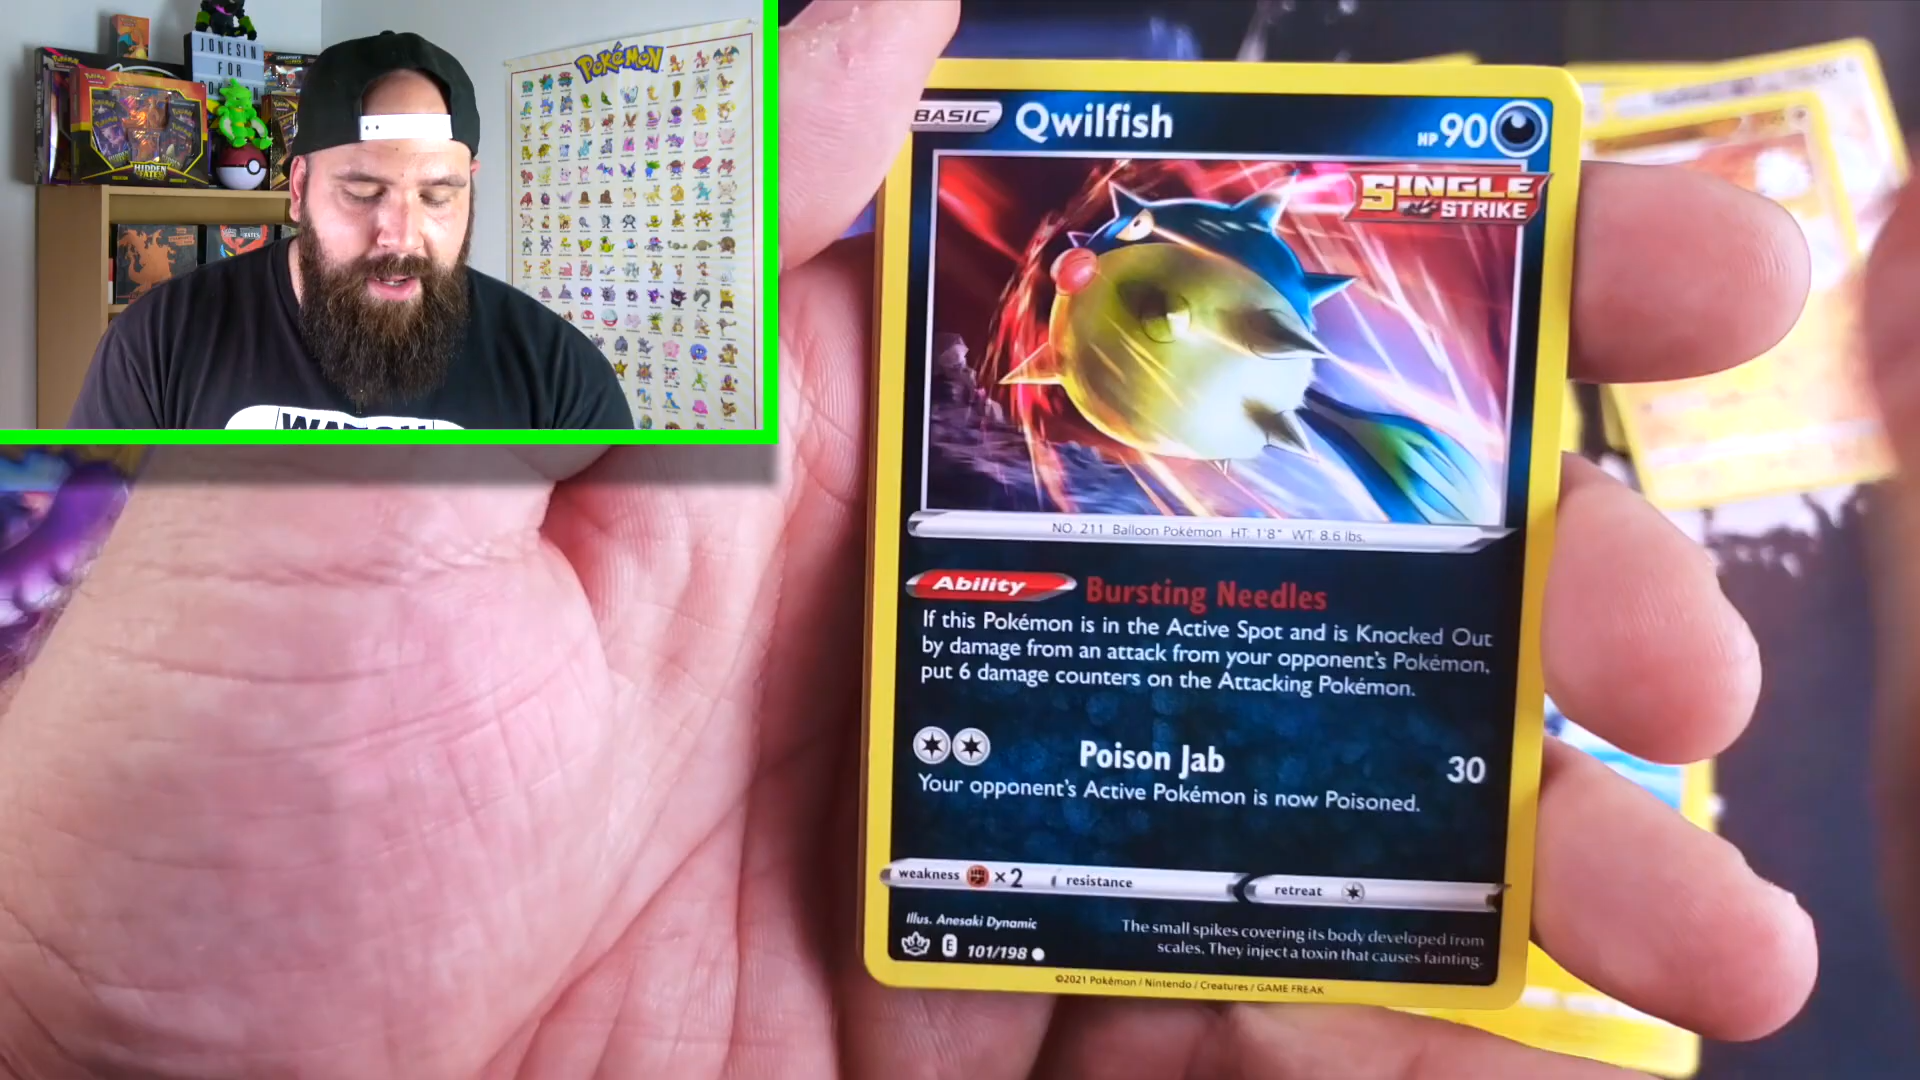 JONESIN
FOR
POKéMON
HIDDEN
FATES
WATCH
BASIC
Qwilfish
HP 90
SINGLE
STRIKE
NO. 211 Balloon Pokémon HT: 1'8" WT: 8.6 lbs.
Ability Bursting Needles
If this Pokémon is in the Active Spot and is Knocked Out
by damage from an attack from your opponent's Pokémon,
put 6 damage counters on the Attacking Pokémon.
Poison Jab 30
Your opponent's Active Pokémon is now Poisoned.
weakness ×2 resistance retreat
Illus. Anesaki Dynamic
E 101/198
The small spikes covering its body developed from
scales. They inject a toxin that causes fainting.
©2021 Pokémon / Nintendo / Creatures / GAME FREAK